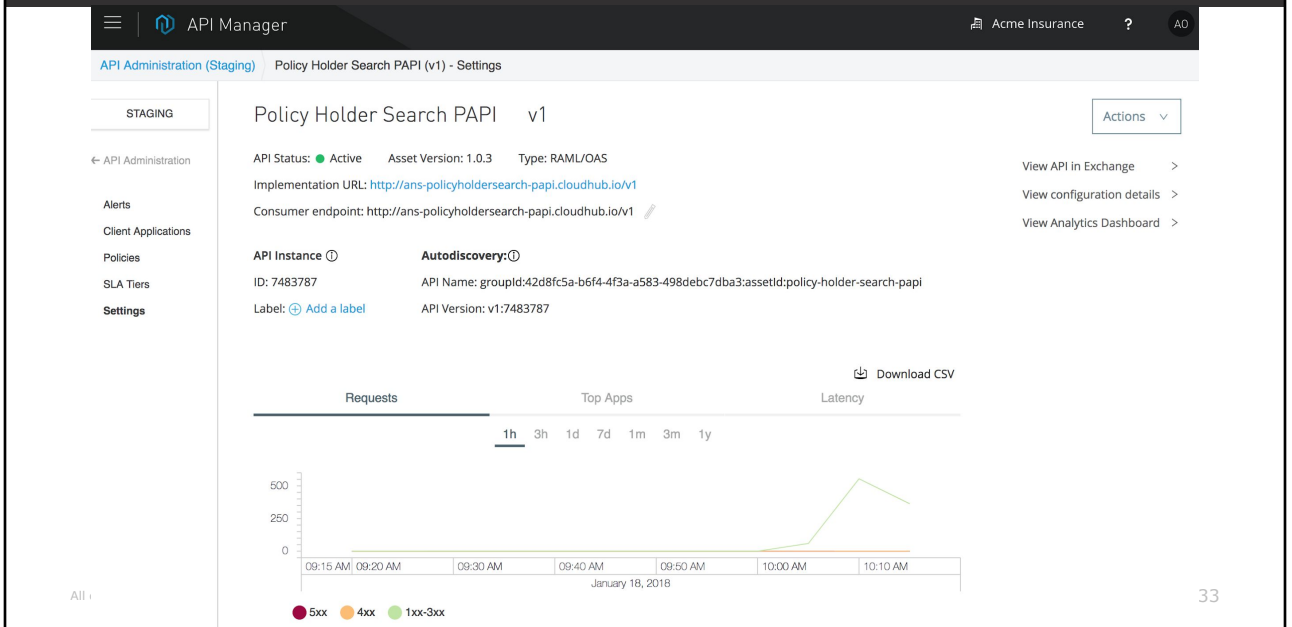 API Manager
Acme Insurance ? AO
API Administration (Staging) Policy Holder Search PAPI (v1) - Settings
STAGING
← API Administration
Alerts
Client Applications
Policies
SLA Tiers
Settings
Policy Holder Search PAPI v1
Actions
API Status: Active Asset Version: 1.0.3 Type: RAML/OAS
Implementation URL: http://ans-policyholdersearch-papi.cloudhub.io/v1
Consumer endpoint: http://ans-policyholdersearch-papi.cloudhub.io/v1
View API in Exchange >
View configuration details >
View Analytics Dashboard >
API Instance Autodiscovery:
ID: 7483787 API Name: groupId:42d8fc5a-b6f4-4f3a-a583-498debc7dba3:assetId:policy-holder-search-papi
Label: Add a label API Version: v1:7483787
Download CSV
Requests Top Apps Latency
1h 3h 1d 7d 1m 3m 1y
500
250
0
09:15 AM 09:20 AM 09:30 AM 09:40 AM 09:50 AM 10:00 AM 10:10 AM
January 18, 2018
5xx 4xx 1xx-3xx
All
33